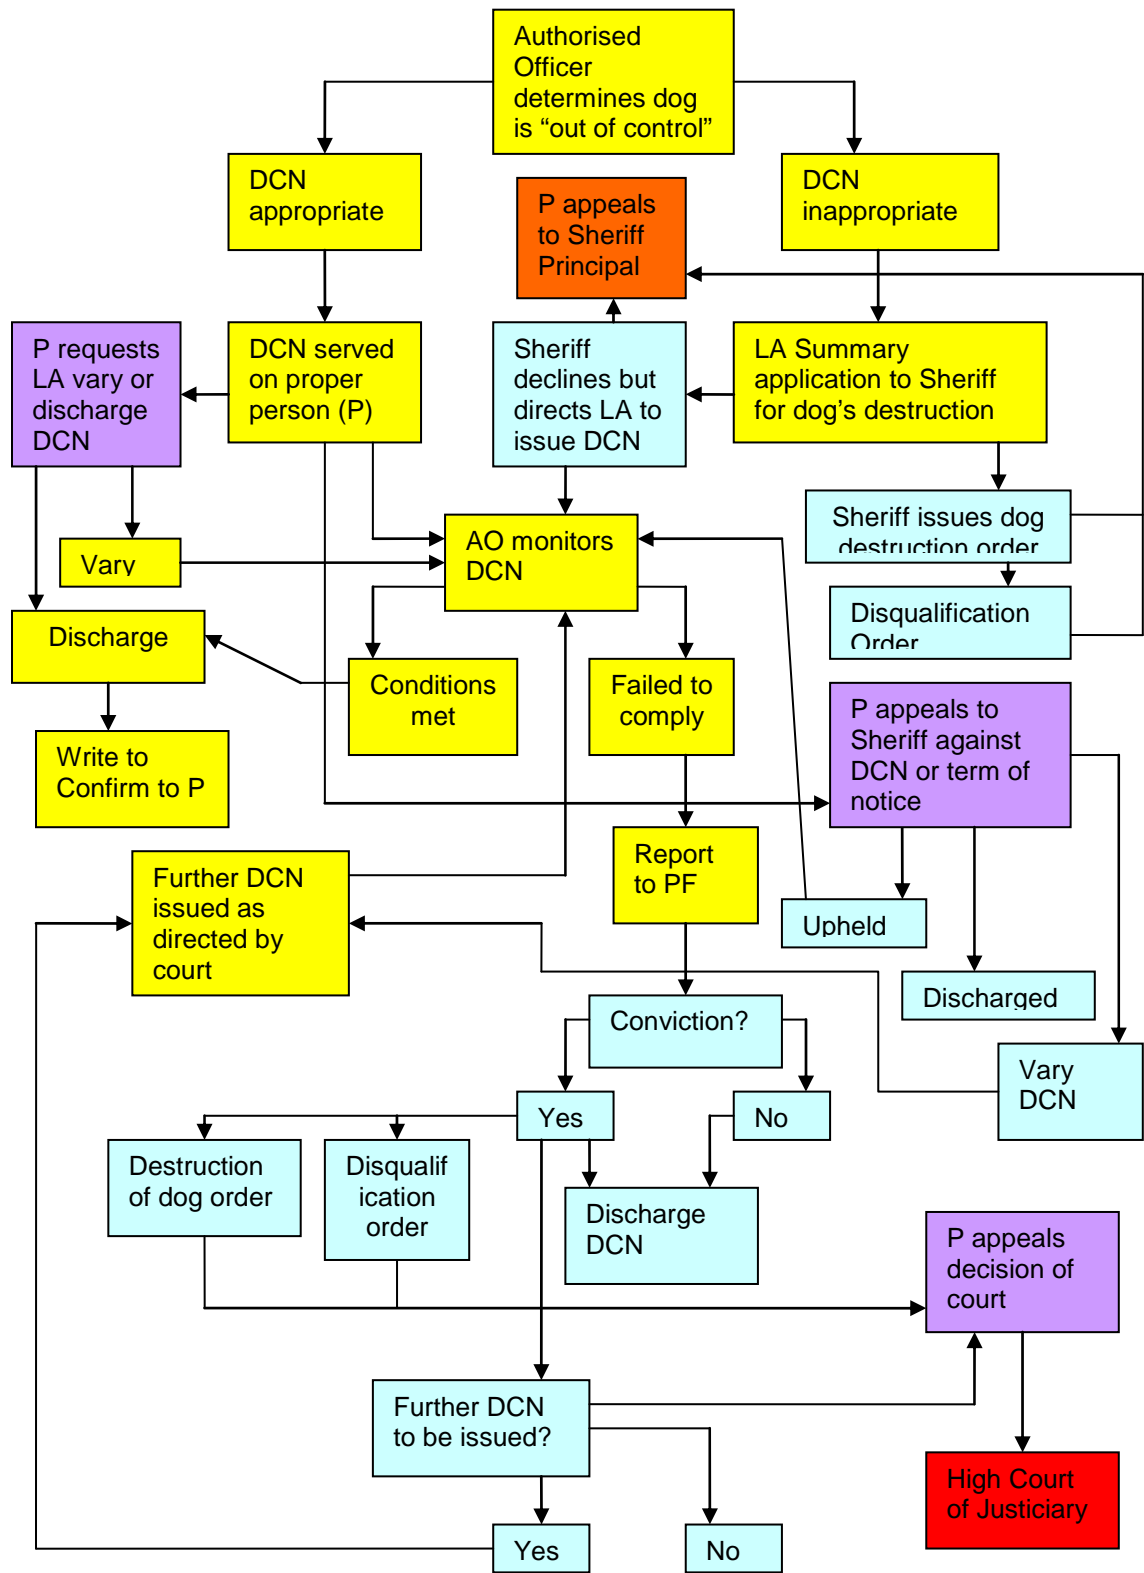 Authorised
Officer
determines dog
is “out of control”
DCN
appropriate
P appeals
to Sheriff
Principal
DCN
inappropriate
P requests
LA vary or
discharge
DCN
DCN served
on proper
person (P)
Sheriff
declines but
directs LA to
issue DCN
LA Summary
application to Sheriff
for dog’s destruction
Vary
AO monitors
DCN
Sheriff issues dog
destruction order
Disqualification
Order
Discharge
Conditions
met
Failed to
comply
P appeals to
Sheriff against
DCN or term of
notice
Write to
Confirm to P
Further DCN
issued as
directed by
court
Report
to PF
Upheld
Discharged
Conviction?
Vary
DCN
Yes
No
Destruction
of dog order
Disqualif
ication
order
Discharge
DCN
P appeals
decision of
court
Further DCN
to be issued?
High Court
of Justiciary
Yes
No